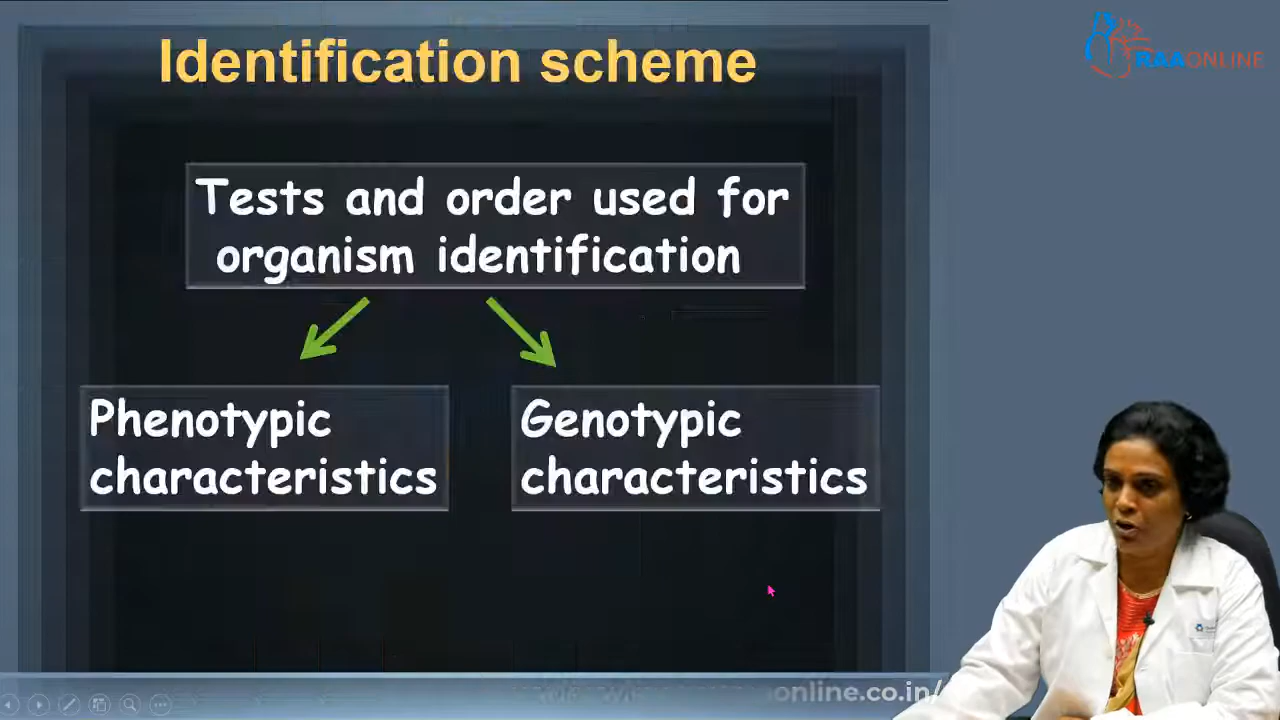 Identification scheme
RAAONLINE
Tests and order used for
organism identification
Phenotypic
characteristics
Genotypic
characteristics
online.co.in/